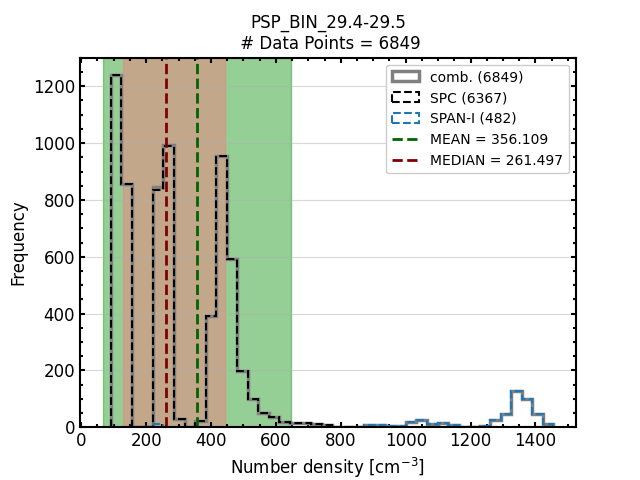 PSP_BIN_29.4-29.5
# Data Points = 6849
comb. (6849)
SPC (6367)
SPAN-I (482)
MEAN = 356.109
MEDIAN = 261.497
Frequency
1200
1000
800
600
400
200
0
0 200 400 600 800 1000 1200 1400
Number density [cm⁻³]